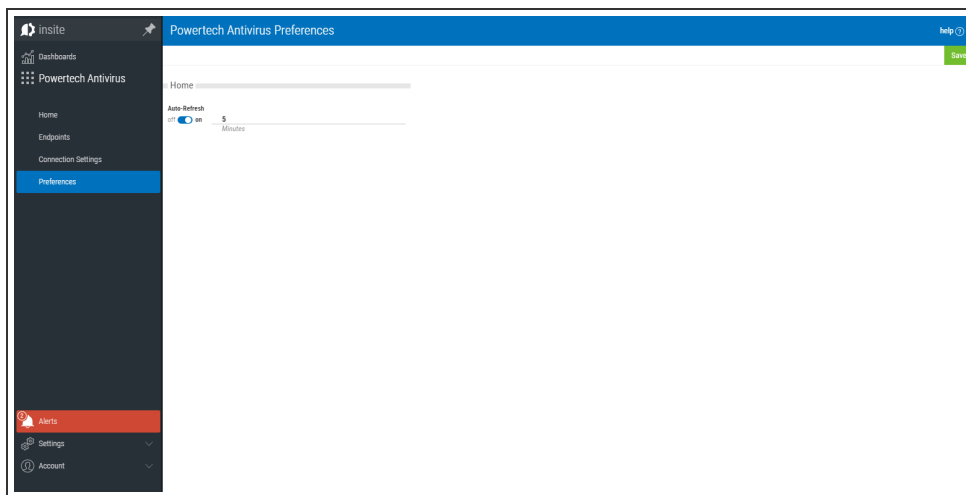 insite
Powertech Antivirus Preferences
help ?
Dashboards
Save
Powertech Antivirus
Home
Auto-Refresh
off on 5
Minutes
Home
Endpoints
Connection Settings
Preferences
2
Alerts
Settings
Account